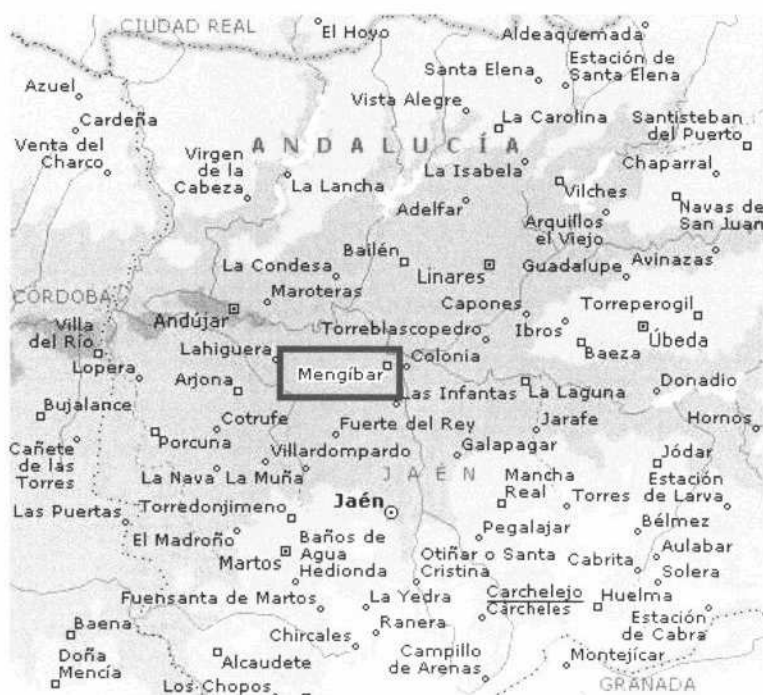 CIUDAD REAL
El Hoyo
Aldeaquemada
Santa Elena
Estación de
Santa Elena
Azuel
Vista Alegre
Cardeña
La Carolina
Santisteban
del Puerto
Venta del
Charco
ANDALUCÍA
Virgen
de la
Cabeza
La Lancha
La Isabela
Chaparral
Vilches
Adelfar
Arquillos
el Viejo
Navas de
San Juan
Bailén
La Condesa
Linares
Guadalupe
Avinazas
CÓRDOBA
Maroteras
Andújar
Capones
Torreperogil
Villa
del Río
Torreblascopedro
Ibros
Úbeda
Lahiguera
Colonia
Baeza
Lopera
Mengíbar
Arjona
Las Infantas
La Laguna
Donadio
Bujalance
Cotrufe
Fuerte del Rey
Jarafe
Hornos
Porcuna
Cañete
de las
Torres
Villardompardo
Galapagar
Jódar
La Nava
La Muña
JAÉN
Mancha
Real
Estación
de Larva
Torredonjimeno
Jaén
Torres
Las Puertas
Bélmez
El Madroño
Baños de
Agua
Hedionda
Pegalajar
Martos
Otiñar
Cristina
Santa
Cabrita
Aulabar
Solera
Fuensanta de Martos
La Yedra
Carchelejo
Cárcheles
Huelma
Baena
Ranera
Estación
de Cabra
Chircales
Doña
Mencía
Alcaudete
Campillo
de Arenas
Montejícar
Los Chopos
GRANADA